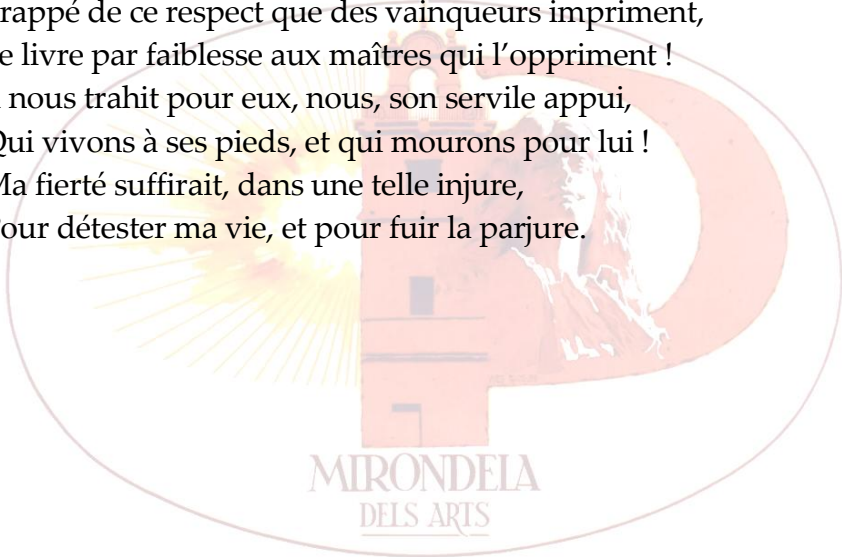 rappé de ce respect que des vainqueurs impriment,
e livre par faiblesse aux maîtres qui l’oppriment !
nous trahit pour eux, nous, son servile appui,
Qui vivons à ses pieds, et qui mourons pour lui !
Ma fierté suffirait, dans une telle injure,
Pour détester ma vie, et pour fuir la parjure.
MIRONDELA
DELS ARTS